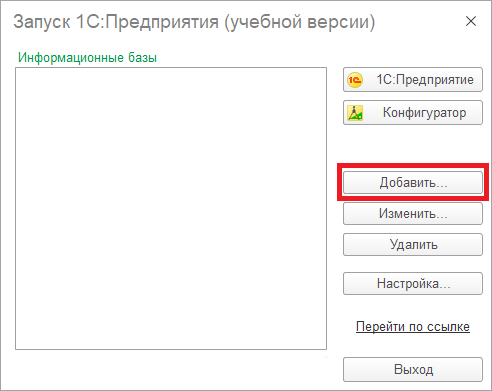 Запуск 1С:Предприятия (учебной версии)
Информационные базы
1С:Предприятие
Конфигуратор
Добавить...
Изменить...
Удалить
Настройка...
Перейти по ссылке
Выход